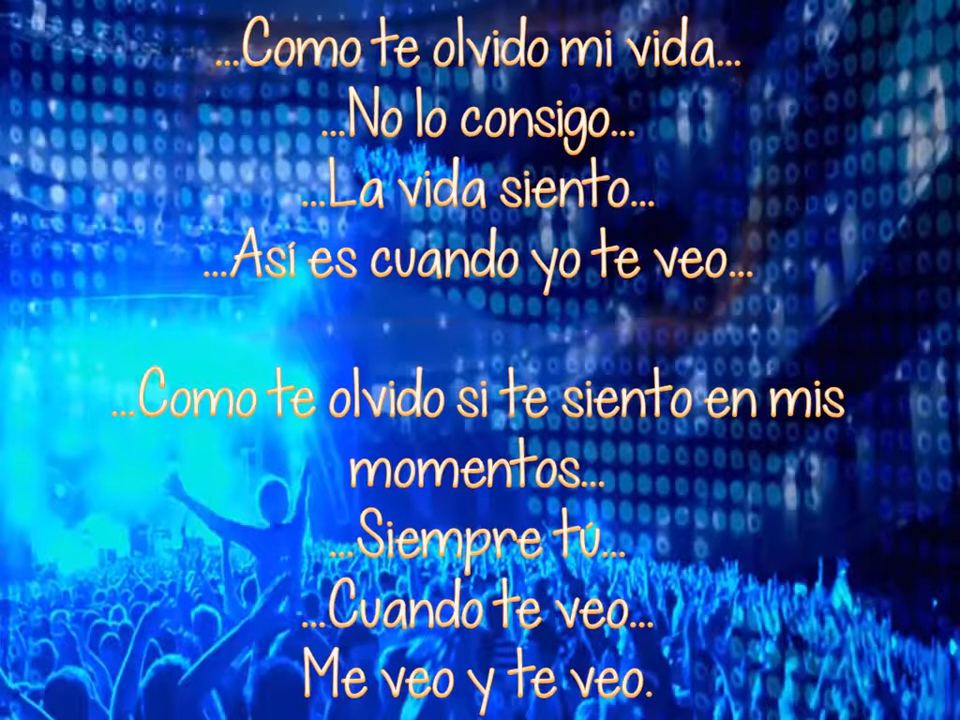 ...Como te olvido mi vida...
...No lo consigo...
...La vida siento...
...Así es cuando yo te veo...
...Como te olvido si te siento en mis
momentos...
...Siempre tú...
...Cuando te veo...
Me veo y te veo.